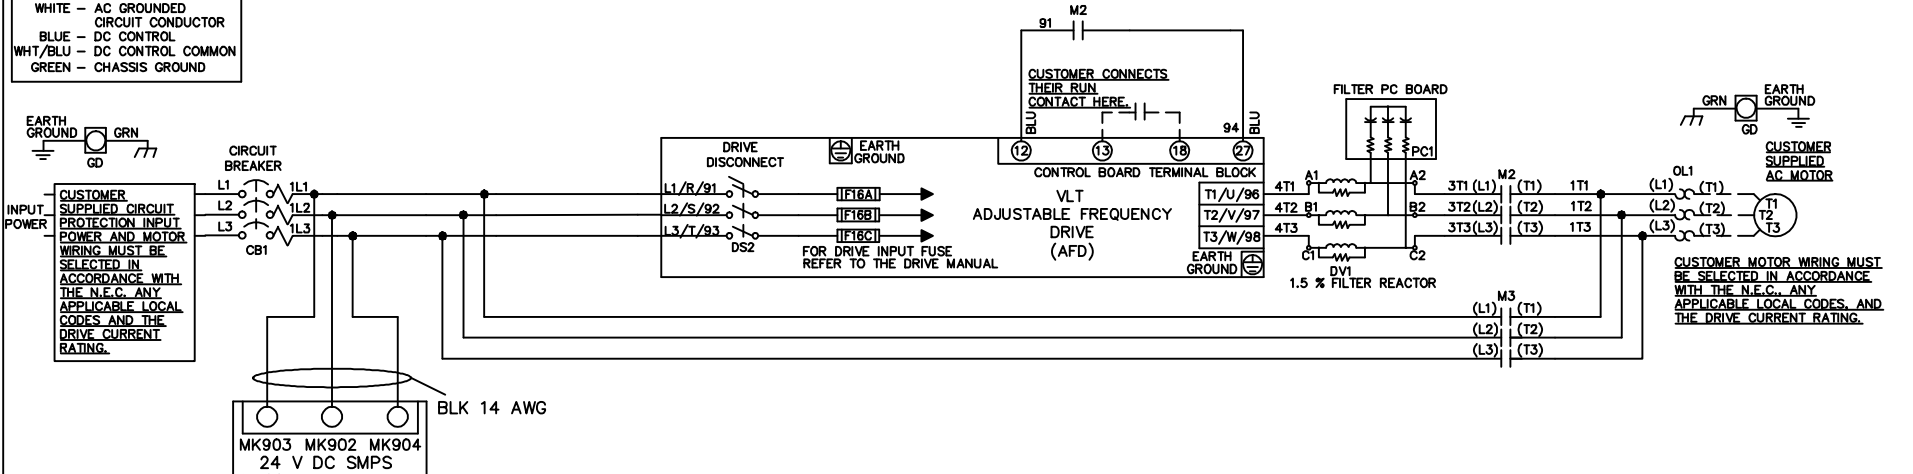 WHITE – AC GROUNDED
CIRCUIT CONDUCTOR
BLUE – DC CONTROL
WHT/BLU – DC CONTROL COMMON
GREEN – CHASSIS GROUND
EARTH
GROUND
GRN
GD
INPUT
POWER
CUSTOMER
SUPPLIED CIRCUIT
PROTECTION INPUT
POWER AND MOTOR
WIRING MUST BE
SELECTED IN
ACCORDANCE WITH
THE N.E.C. ANY
APPLICABLE LOCAL
CODES AND THE
DRIVE CURRENT
RATING.
CIRCUIT
BREAKER
L1
1L1
L2
1L2
L3
1L3
CB1
BLK 14 AWG
MK903 MK902 MK904
24 V DC SMPS
DRIVE
DISCONNECT
EARTH
GROUND
L1/R/91
L2/S/92
L3/T/93
DS2
F16A
F16B
F16C
FOR DRIVE INPUT FUSE
REFER TO THE DRIVE MANUAL
M2
91
CUSTOMER CONNECTS
THEIR RUN
CONTACT HERE.
BLU
94
BLU
12
13
18
27
CONTROL BOARD TERMINAL BLOCK
VLT
ADJUSTABLE FREQUENCY
DRIVE
(AFD)
T1/U/96
T2/V/97
T3/W/98
EARTH
GROUND
4T1
4T2
4T3
A1
B1
C1
A2
B2
C2
DV1
1.5 % FILTER REACTOR
FILTER PC BOARD
PC1
M2
3T1 (L1) (T1) 1T1
3T2(L2) (T2) 1T2
3T3(L3) (T3) 1T3
M3
(L1) (T1)
(L2) (T2)
(L3) (T3)
OL1
(L1) (T1)
(L2) (T2)
(L3) (T3)
T1
T2
T3
GRN
EARTH
GROUND
GD
CUSTOMER
SUPPLIED
AC MOTOR
CUSTOMER MOTOR WIRING MUST
BE SELECTED IN ACCORDANCE
WITH THE N.E.C., ANY
APPLICABLE LOCAL CODES, AND
THE DRIVE CURRENT RATING.